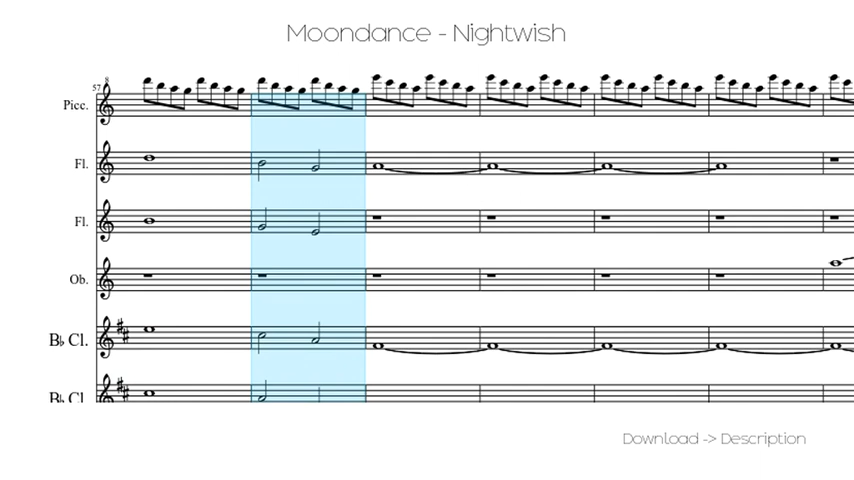 Moondance - Nightwish
57
8
Picc.
Fl.
Fl.
Ob.
B♭ Cl.
B♭ Cl.
Download -> Description